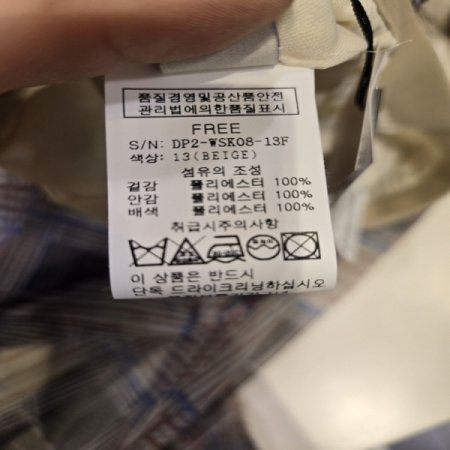 품질경영및공산품안전
관리법에의한품질표시
FREE
S/N: DP2-WSK08-13F
색상: 13(BEIGE)
섬유의 조성
겉감 폴리에스터 100%
안감 폴리에스터 100%
배색 폴리에스터 100%
취급시주의사항
이 상품은 반드시
단독 드라이크리닝하십시오